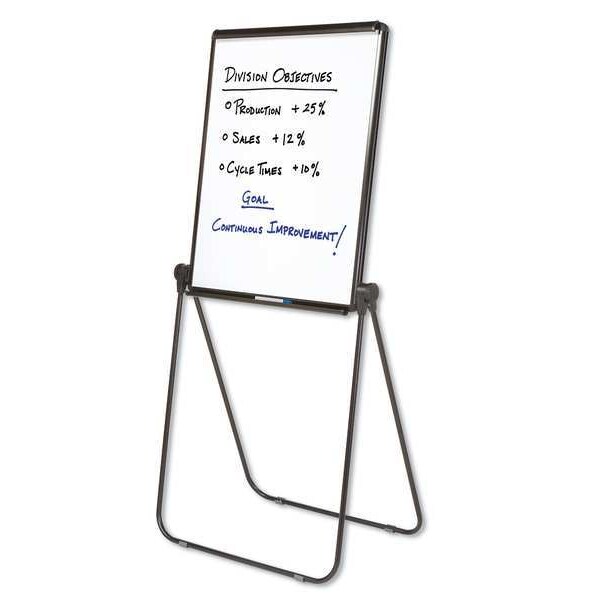 DIVISION OBJECTIVES
O PRODUCTION + 25%
O SALES + 12%
O CYCLE TIMES + 10%
GOAL
CONTINUOUS IMPROVEMENT!